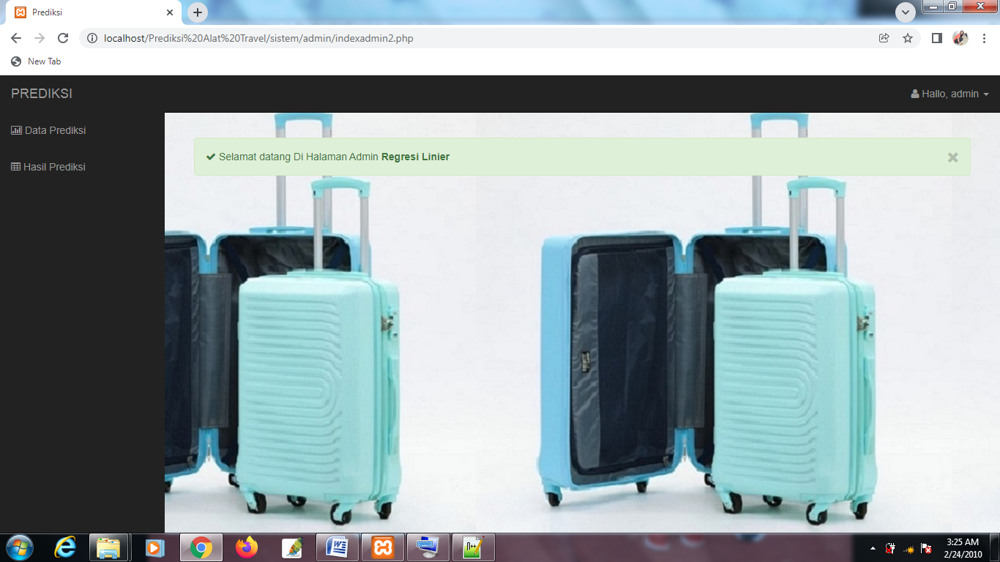 Prediksi
localhost/Prediksi%20Alat%20Travel/sistem/admin/indexadmin2.php
New Tab
PREDIKSI
Hallo, admin
Data Prediksi
Selamat datang Di Halaman Admin Regresi Linier
Hasil Prediksi
3:25 AM
2/24/2010